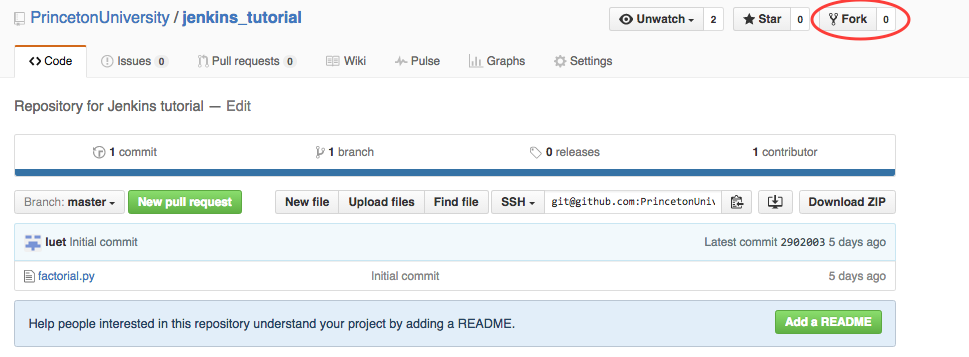 PrincetonUniversity / jenkins_tutorial Unwatch 2 Star 0 Fork 0
Code Issues 0 Pull requests 0 Wiki Pulse Graphs Settings
Repository for Jenkins tutorial — Edit
1 commit 1 branch 0 releases 1 contributor
Branch: master New pull request New file Upload files Find file SSH git@github.com:PrincetonUniv Download ZIP
luet Initial commit Latest commit 2902003 5 days ago
factorial.py Initial commit 5 days ago
Help people interested in this repository understand your project by adding a README. Add a README